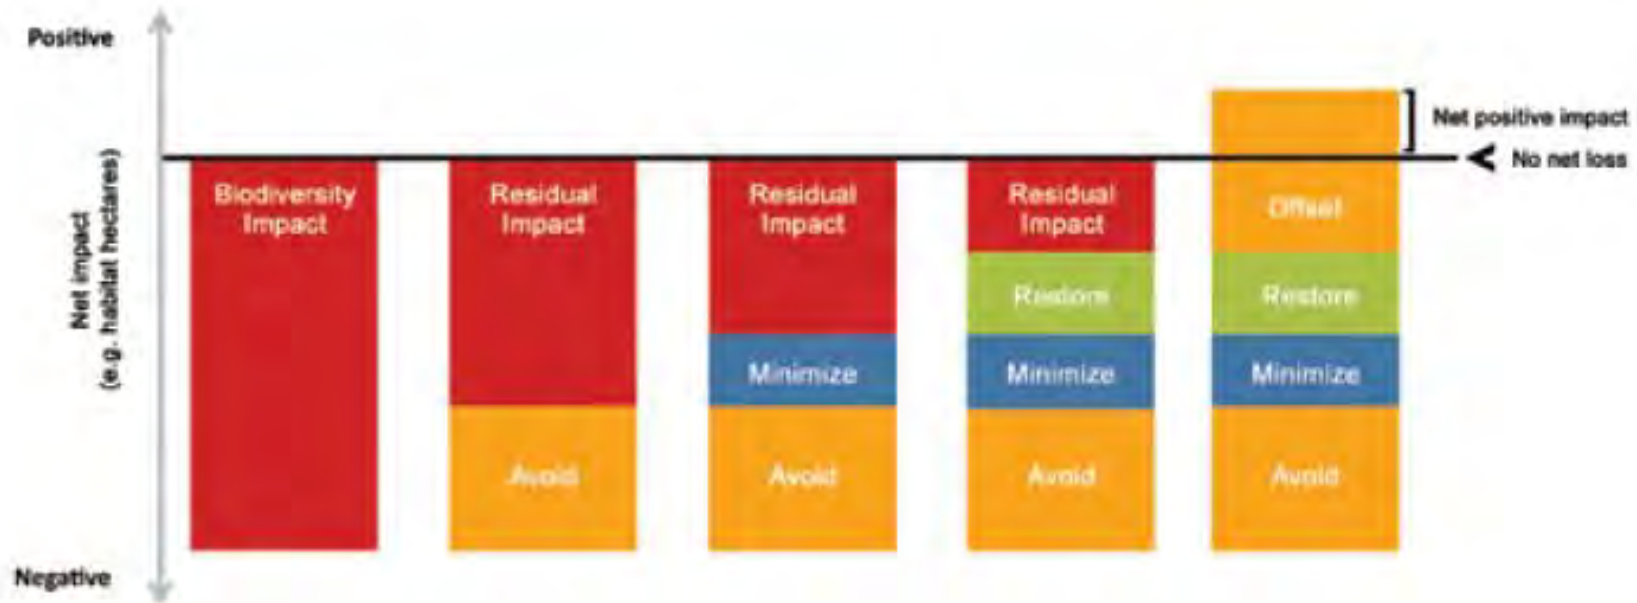 Positive
Net positive impact
No net loss
Net impact
(e.g. habitat hectares)
Biodiversity
Impact
Residual
Impact
Avoid
Residual
Impact
Minimize
Avoid
Residual
Impact
Restore
Minimize
Avoid
Offset
Restore
Minimize
Avoid
Negative